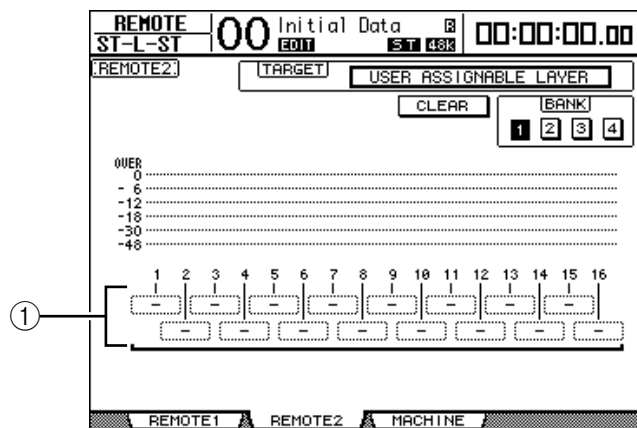 REMOTE
ST-L-ST
00
Initial Data
EDIT
ST 48K
00:00:00.00
REMOTE2
TARGET
USER ASSIGNABLE LAYER
CLEAR
BANK
1 2 3 4
OVER
0
- 6
-12
-18
-30
-48
1 2 3 4 5 6 7 8 9 10 11 12 13 14 15 16
- - - - - - - -
- - - - - - - -
1
REMOTE1 REMOTE2 MACHINE